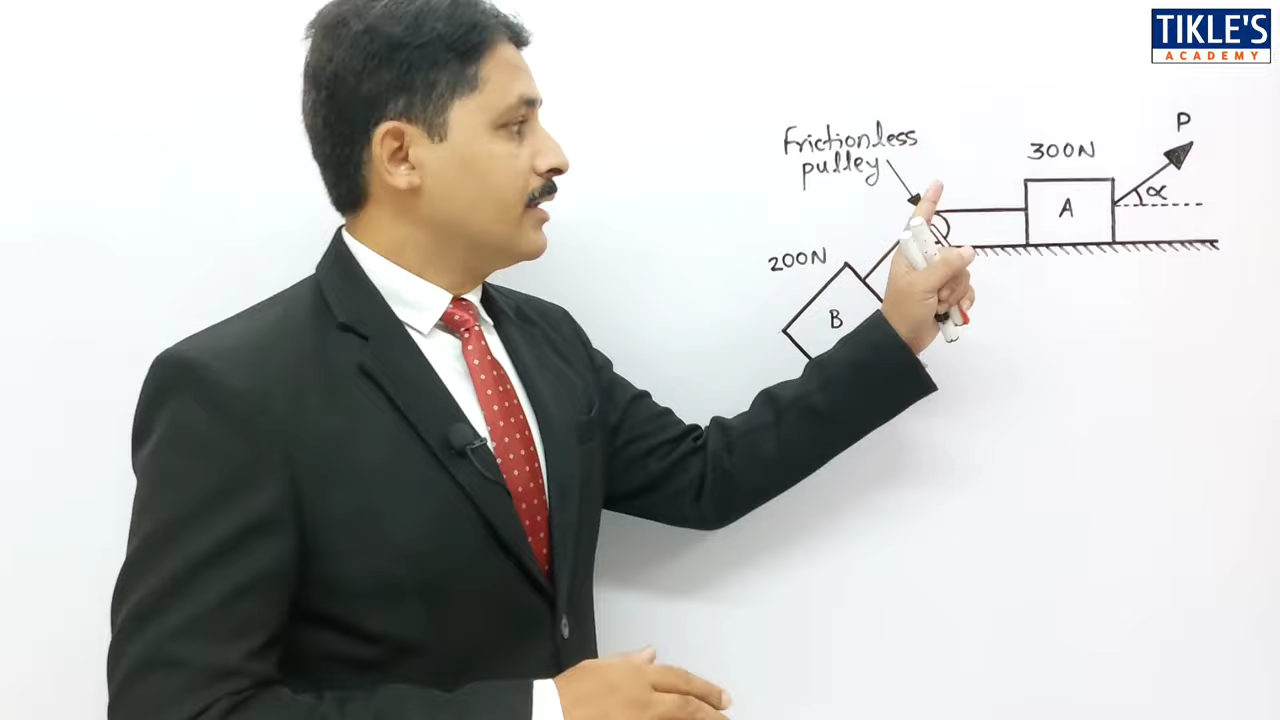 TIKLE'S
ACADEMY
Frictionless
pulley
300N
P
A
α
200N
B